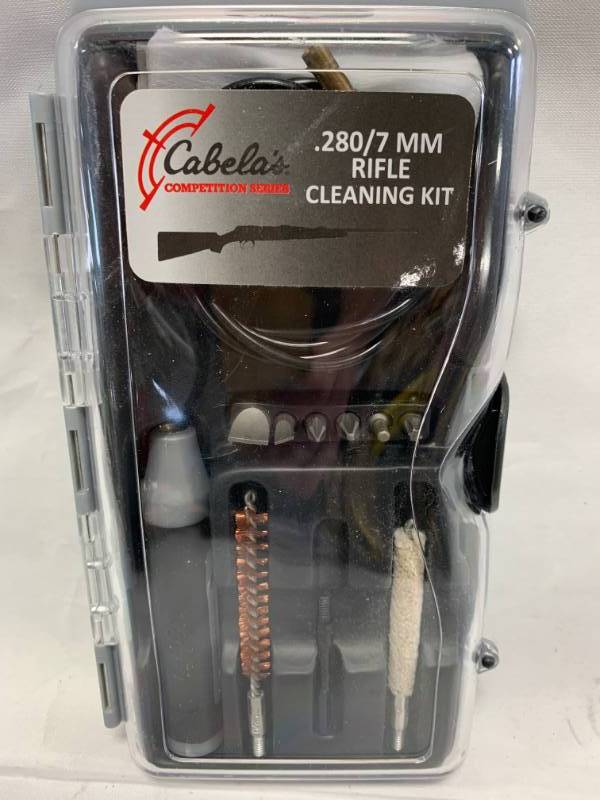 Cabela's
COMPETITION SERIES
.280/7 MM
RIFLE
CLEANING KIT